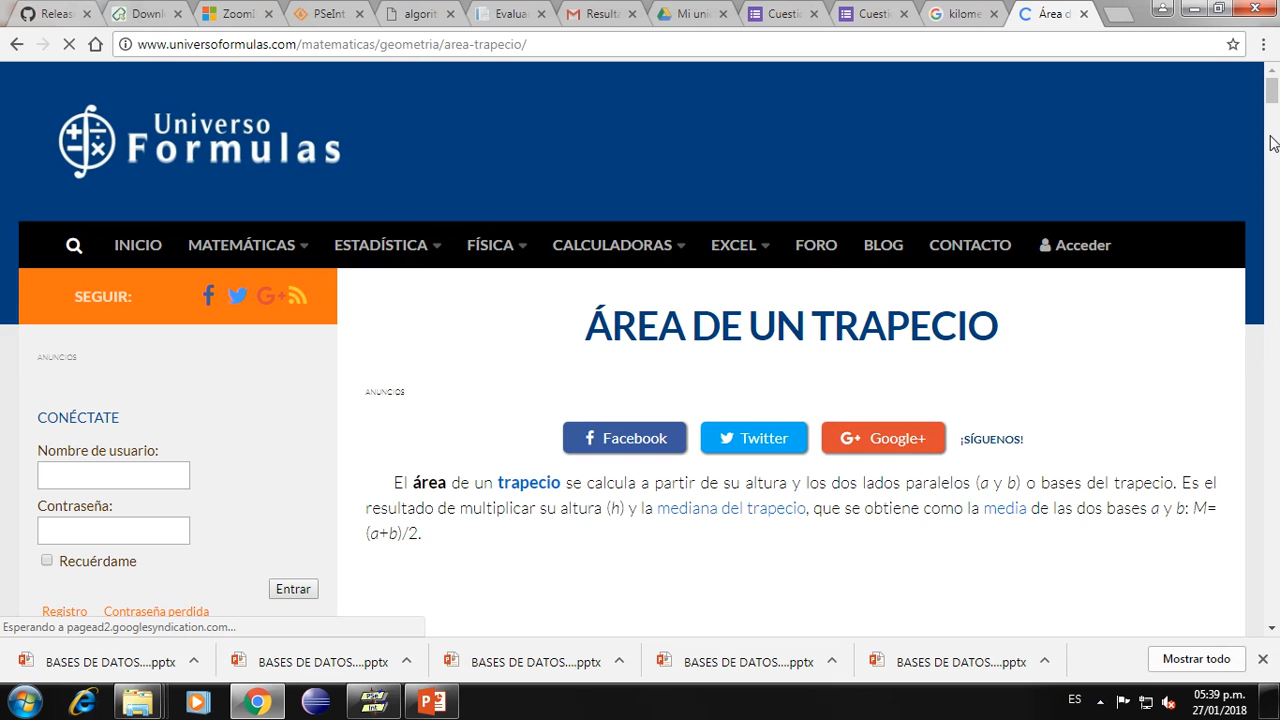 Releas
Downl
ZoomI
PSeInt
algorit
Evaluar
Resulta
Mi uni
Cuestic
Cuestic
kilome
Área d
www.universoformulas.com/matematicas/geometria/area-trapecio/
Universo
Formulas
INICIO MATEMÁTICAS ESTADÍSTICA FÍSICA CALCULADORAS EXCEL FORO BLOG CONTACTO Acceder
SEGUIR:
ÁREA DE UN TRAPECIO
ANUNCIOS
ANUNCIOS
CONÉCTATE
Facebook Twitter Google+ ¡SÍGUENOS!
Nombre de usuario:
El área de un trapecio se calcula a partir de su altura y los dos lados paralelos (a y b) o bases del trapecio. Es el
resultado de multiplicar su altura (h) y la mediana del trapecio, que se obtiene como la media de las dos bases a y b: M=
(a+b)/2.
Contraseña:
Recuérdame
Entrar
Registro Contraseña perdida
Esperando a pagead2.googlesyndication.com...
BASES DE DATOS....pptx BASES DE DATOS....pptx BASES DE DATOS....pptx BASES DE DATOS....pptx BASES DE DATOS....pptx Mostrar todo
ES
05:39 p.m.
27/01/2018